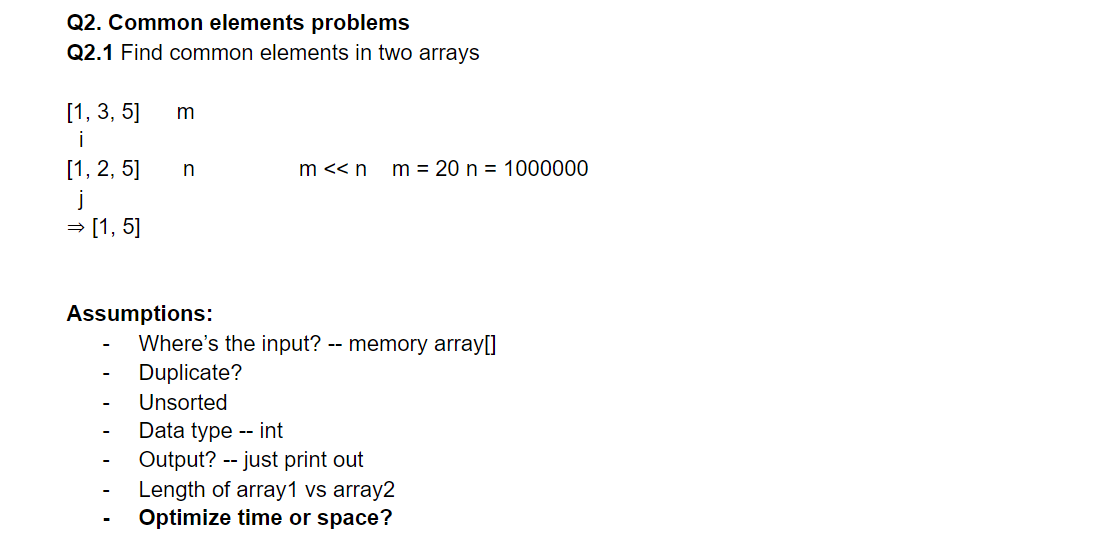 Q2. Common elements problems
Q2.1 Find common elements in two arrays
[1, 3, 5] m
i
[1, 2, 5] n m << n m = 20 n = 1000000
j
⇒ [1, 5]
Assumptions:
- Where’s the input? -- memory array[]
- Duplicate?
- Unsorted
- Data type -- int
- Output? -- just print out
- Length of array1 vs array2
- Optimize time or space?